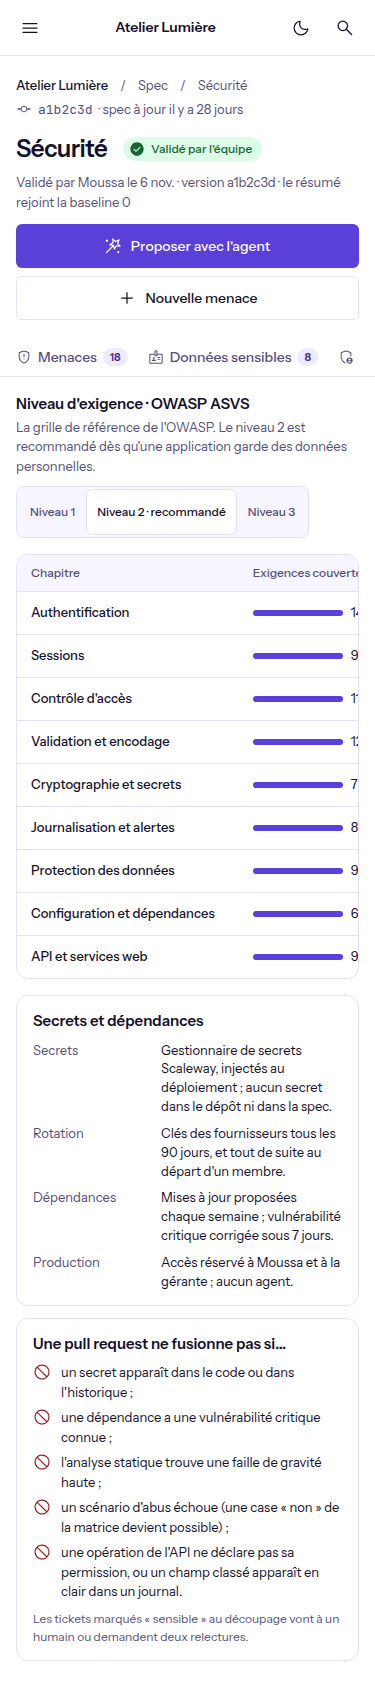 Atelier Lumière
Atelier Lumière / Spec / Sécurité
a1b2c3d · spec à jour il y a 28 jours
Sécurité Validé par l'équipe
Validé par Moussa le 6 nov. · version a1b2c3d · le résumé
rejoint la baseline 0
Proposer avec l'agent
Nouvelle menace
Menaces 18 Données sensibles 8
Niveau d'exigence · OWASP ASVS
La grille de référence de l'OWASP. Le niveau 2 est
recommandé dès qu'une application garde des données
personnelles.
Niveau 1 Niveau 2 · recommandé Niveau 3
Chapitre Exigences
Authentification
Sessions
Contrôle d'accès
Validation et encodage
Cryptographie et secrets
Journalisation et alertes
Protection des données
Configuration et dépendances
API et services web
Secrets et dépendances
Secrets Gestionnaire de secrets
Scaleway, injectés au
déploiement ; aucun secret
dans le dépôt ni dans la spec.
Rotation Clés des fournisseurs tous les
90 jours, et tout de suite au
départ d'un membre.
Dépendances Mises à jour proposées
chaque semaine ; vulnérabilité
critique corrigée sous 7 jours.
Production Accès réservé à Moussa et à la
gérante ; aucun agent.
Une pull request ne fusionne pas si…
un secret apparaît dans le code ou dans
l'historique ;
une dépendance a une vulnérabilité critique
connue ;
l'analyse statique trouve une faille de gravité
haute ;
un scénario d'abus échoue (une case « non » de
la matrice devient possible) ;
une opération de l'API ne déclare pas sa
permission, ou un champ classé apparaît en
clair dans un journal.
Les tickets marqués « sensible » au découpage vont à un
humain ou demandent deux relectures.